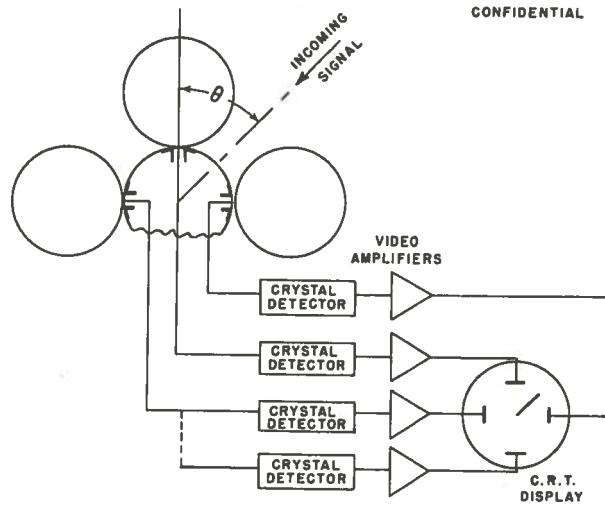 CONFIDENTIAL
INCOMING
SIGNAL
θ
VIDEO
AMPLIFIERS
CRYSTAL
DETECTOR
CRYSTAL
DETECTOR
CRYSTAL
DETECTOR
CRYSTAL
DETECTOR
C.R.T.
DISPLAY